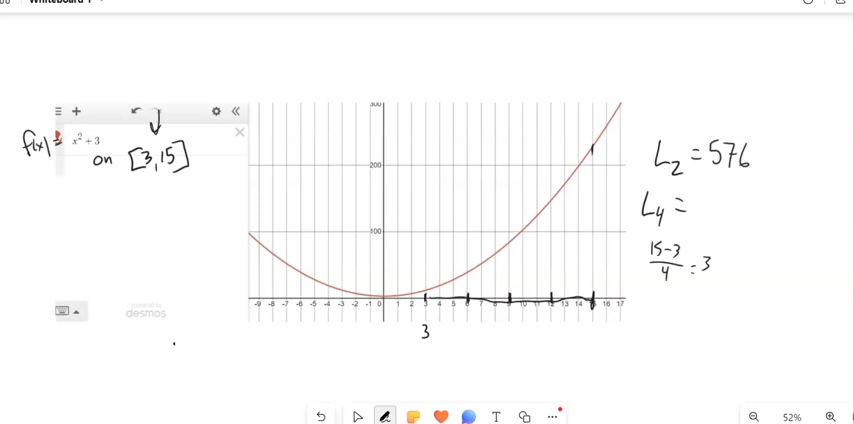 Whiteboard 1
f(x)=
x² + 3
on [3,15]
powered by
desmos
300
200
100
-9 -8 -7 -6 -5 -4 -3 -2 -1 0 1 2 3 4 5 6 7 8 9 10 11 12 13 14 15 16 17
3
L₂ = 576
L₄ =
15-3
4
= 3
T
52%